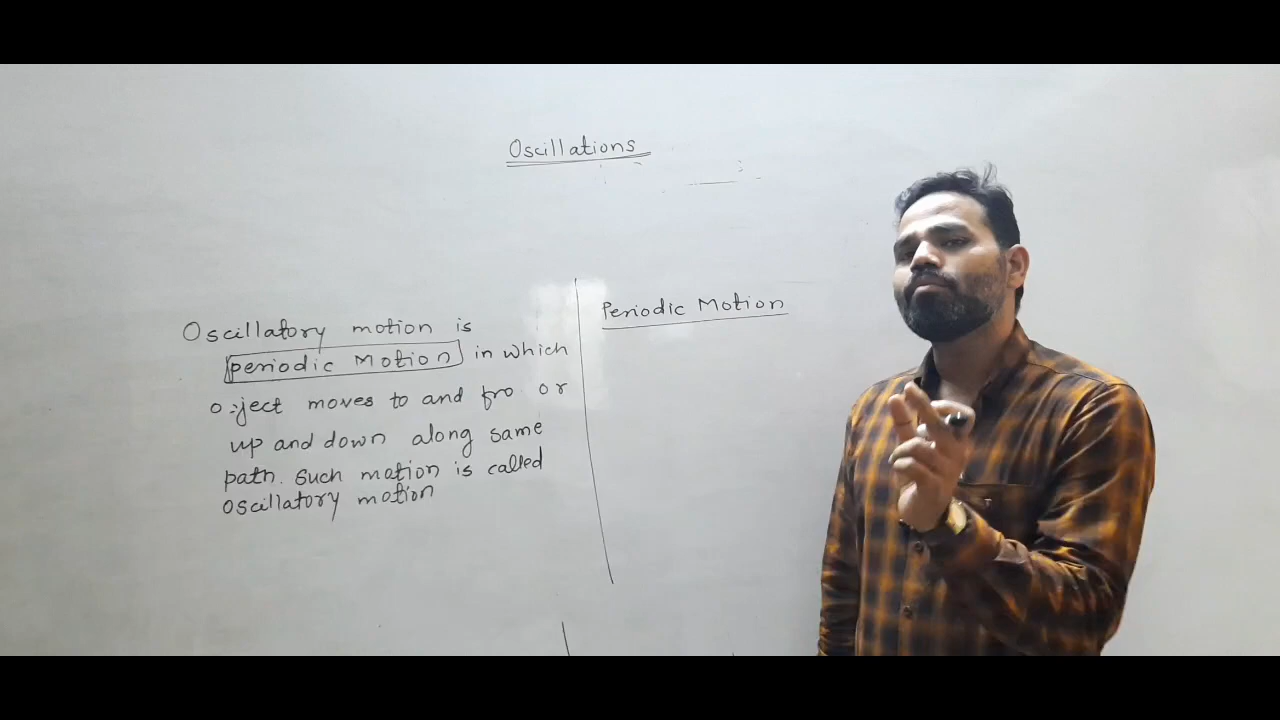 Oscillations
Oscillatory motion is
periodic Motion in which
o:ject moves to and fro or
up and down along same
path. such motion is called
oscillatory motion
Periodic Motion